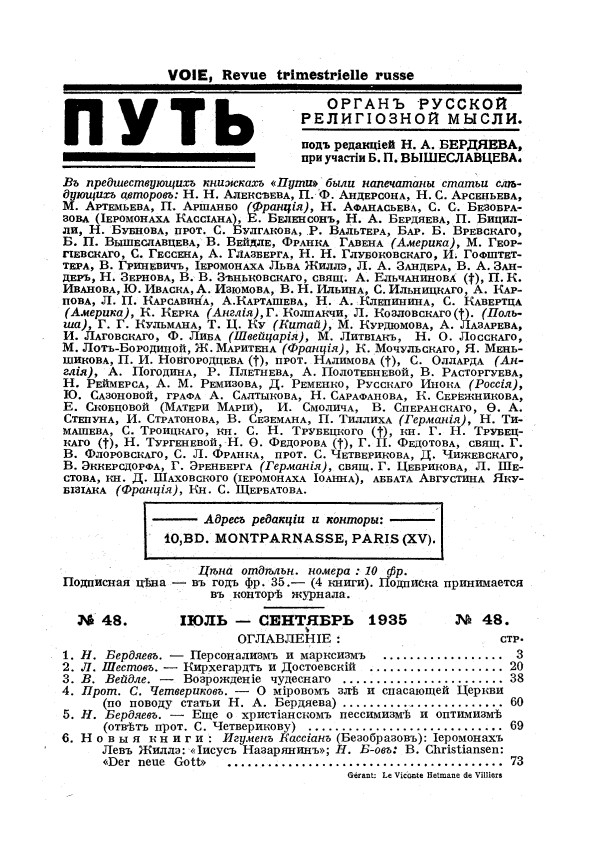 VOIE, Revue trimestrielle russe
ПУТЬ
ОРГАНЪ РУССКОЙ
РЕЛИГІОЗНОЙ МЫСЛИ.
подъ редакціей Н. А. БЕРДЯЕВА,
при участіи Б. П. ВЫШЕСЛАВЦЕВА.
Въ предшествующихъ книжкахъ «Пути» были напечатаны статьи слѣ-
дующихъ авторовъ: Н. Н. Алексѣева, П. Ф. Андерсона, Н. С. Арсеньева,
М. Артемьева, П. Аршамбо (Франція), Н. Афанасьева, С. С. Безобра-
зова (Іеромонаха Кассіана), Е. Беленсонъ, Н. А. Бердяева, П. Бицил-
ли, Н. Бубнова, прот. С. Булгакова, Р. Вальтера, Бар. Б. Вревскаго,
Б. П. Вышеславцева, В. Вейдле, Франка Гавена (Америка), М. Геор-
гіевскаго, С. Гессена, А. Глазберга, Н. Н. Глубоковскаго, И. Гофштет-
тера, В. Гриневичъ, Іеромонаха Льва Жиллэ, Л. А. Зандера, В. А. Зан-
деръ, Н. Зернова, В. В. Зѣньковскаго, свящ. А. Ельчанинова (†), П. К.
Иванова, Ю. Иваска, А. Изюмова, В. Н. Ильина, С. Ильницкаго, А. Кар-
пова, Л. П. Карсавина, А. Карташева, Н. А. Клепинина, С. Кавертца
(Америка), К. Керка (Англія), Г. Колпакчи, Л. Козловскаго (†). (Поль-
ша), Г. Г. Кульмана, Т. Ц. Ку (Китай), М. Курдюмова, А. Лазарева,
И. Лаговскаго, Ф. Либа (Швейцарія), М. Литвіакъ, Н. О. Лосскаго,
М. Лотъ-Бородиной, Ж. Маритена (Франція), К. Мочульскаго, Я. Мень-
шикова, П. И. Новгородцева (†), прот. Налимова (†), С. Олларда (Ан-
глія), А. Погодина, Р. Плетнева, А. Полотебневой, В. Расторгуева,
Н. Реймерса, А. М. Ремизова, Д. Ременко, Русскаго Инока (Россія),
Ю. Сазоновой, графа А. Салтыкова, Н. Сарафанова, К. Сережникова,
Е. Скобцовой (Матери Маріи), И. Смолича, В. Сперанскаго, Ѳ. А.
Степуна, И. Стратонова, В. Сеземана, П. Тиллиха (Германія), Н. Ти-
машева, С. Троицкаго, кн. С. Н. Трубецкого (†), кн. Г. Н. Трубец-
каго (†), Н. Тургеневой, Н. Ѳ. Федорова (†), Г. П. Федотова, свящ. Г.
В. Флоровскаго, С. Л. Франка, прот. С. Четверикова, Д. Чижевскаго,
В. Эккерсдорфа, Г. Эренберга (Германія), свящ. Г. Цебрикова, Л. Ше-
стова, кн. Д. Шаховского (Іеромонаха Іоанна), аббата Августина Яку-
бізіака (Франція), Кн. С. Щербатова.
Адресъ редакціи и конторы:
10, BD. MONTPARNASSE, PARIS (XV).
Цѣна отдѣльн. номера : 10 фр.
Подписная цѣна — въ годъ фр. 35.— (4 книги). Подписка принимается
въ конторѣ журнала.
№ 48. ІЮЛЬ — СЕНТЯБРЬ 1935 № 48.
ОГЛАВЛЕНІЕ : СТР.
1. Н. Бердяевъ. — Персонализмъ и марксизмъ ................ 3
2. Л. Шестовъ. — Кирхегардтъ и Достоевскій .................. 20
3. В. Вейдле. — Возрожденіе чудеснаго ...................... 38
4. Прот. С. Четвериковъ. — О міровомъ злѣ и спасающей Церкви
(по поводу статьи Н. А. Бердяева) ...................... 60
5. Н. Бердяевъ. — Еще о христіанскомъ пессимизмѣ и оптимизмѣ
(отвѣтъ прот. С. Четверикову) .......................... 69
6. Новыя книги: Игуменъ Кассіанъ (Безобразовъ): Іеромонахъ
Левъ Жиллэ: «Іисусъ Назарянинъ»; Н. Б-овъ: B. Christiansen:
«Der neue Gott» ........................................ 73
Gérant: Le Vicomte Hotmane de Villiers